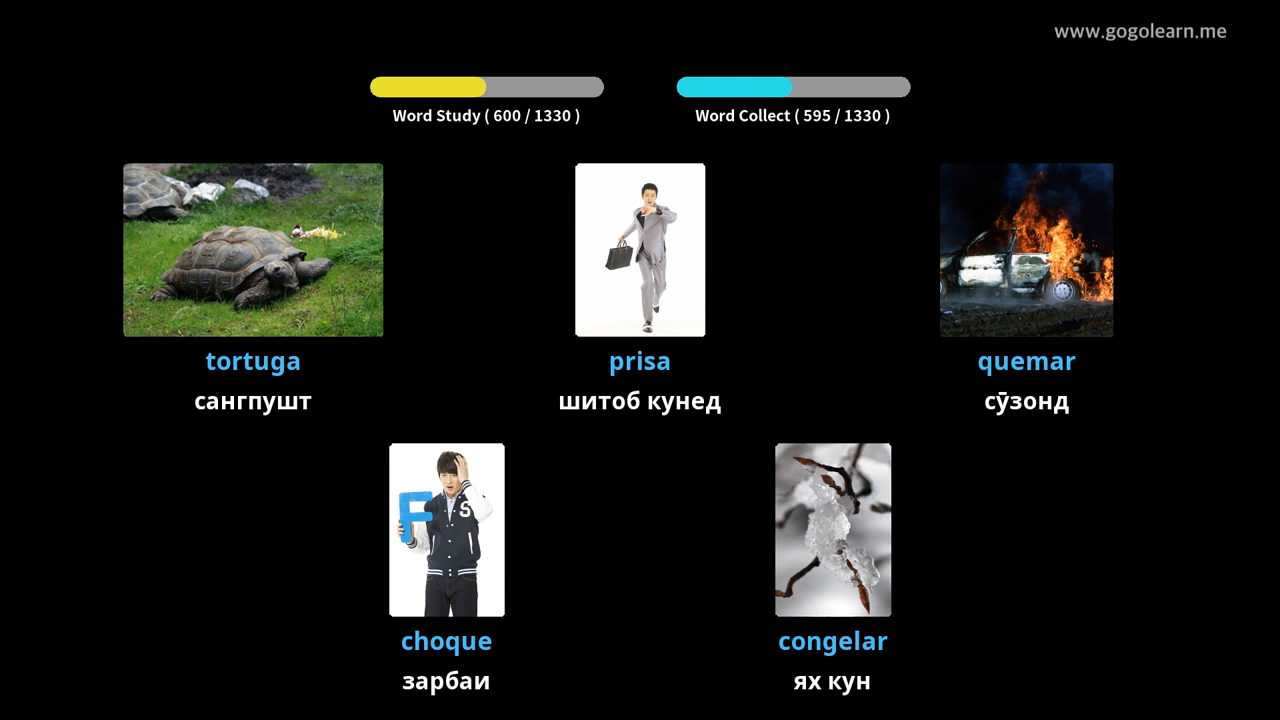 www.gogolearn.me
Word Study ( 600 / 1330 )
Word Collect ( 595 / 1330 )
tortuga
сангпушт
prisa
шитоб кунед
quemar
сӯзонд
F
S
choque
зарбаи
congelar
ях кун